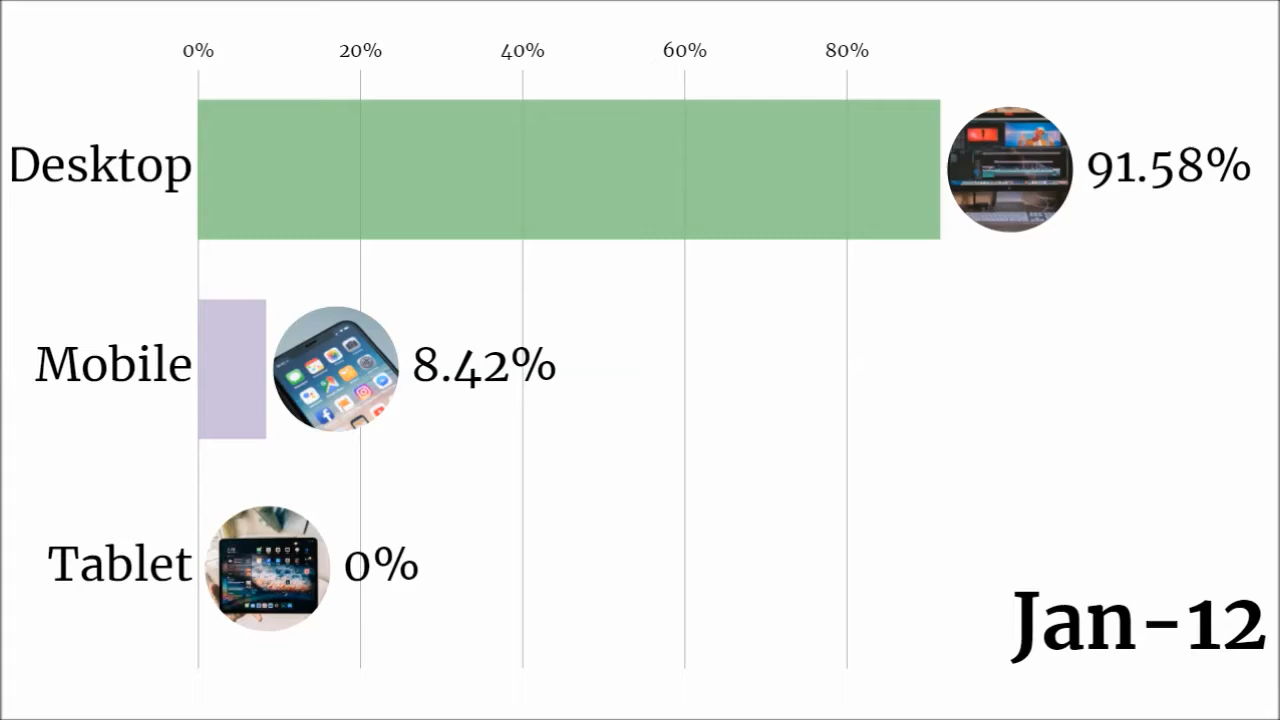 0% 20% 40% 60% 80%
Desktop 91.58%
Mobile 8.42%
Tablet 0%
Jan-12